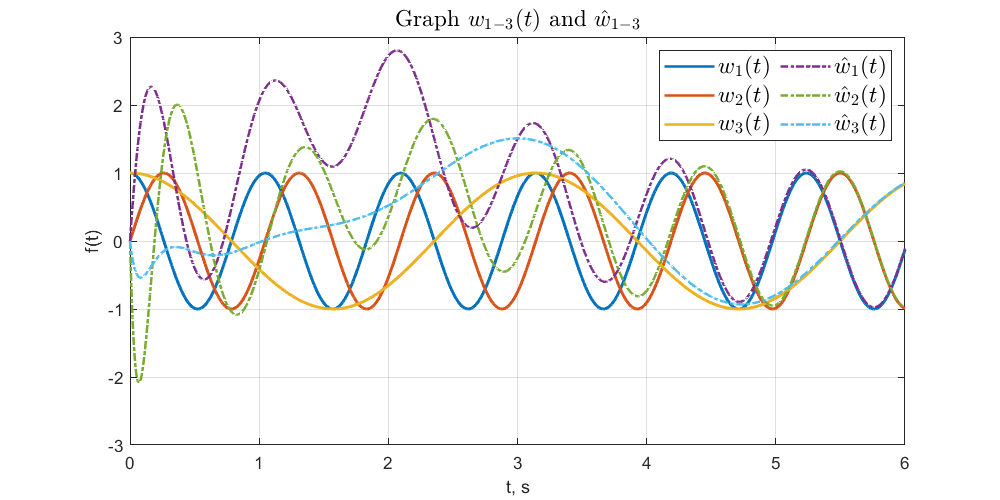 Graph w₁₋₃(t) and ŵ₁₋₃
3
2
1
0
-1
-2
-3
f(t)
w₁(t) ŵ₁(t)
w₂(t) ŵ₂(t)
w₃(t) ŵ₃(t)
0 1 2 3 4 5 6
t, s